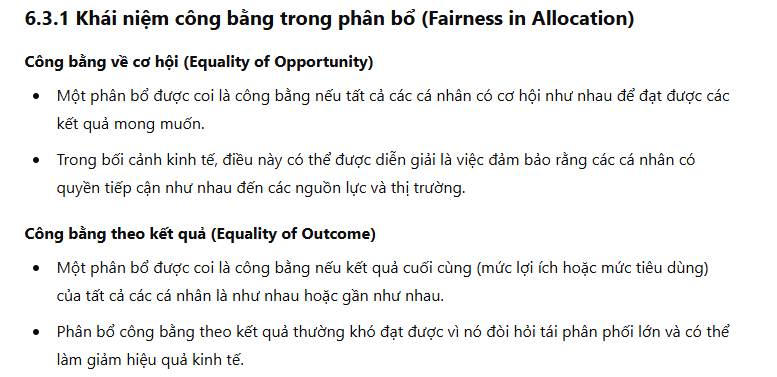 6.3.1 Khái niệm công bằng trong phân bổ (Fairness in Allocation)
Công bằng về cơ hội (Equality of Opportunity)
• Một phân bổ được coi là công bằng nếu tất cả các cá nhân có cơ hội như nhau để đạt được các
kết quả mong muốn.
• Trong bối cảnh kinh tế, điều này có thể được diễn giải là việc đảm bảo rằng các cá nhân có
quyền tiếp cận như nhau đến các nguồn lực và thị trường.
Công bằng theo kết quả (Equality of Outcome)
• Một phân bổ được coi là công bằng nếu kết quả cuối cùng (mức lợi ích hoặc mức tiêu dùng)
của tất cả các cá nhân là như nhau hoặc gần như nhau.
• Phân bổ công bằng theo kết quả thường khó đạt được vì nó đòi hỏi tái phân phối lớn và có thể
làm giảm hiệu quả kinh tế.